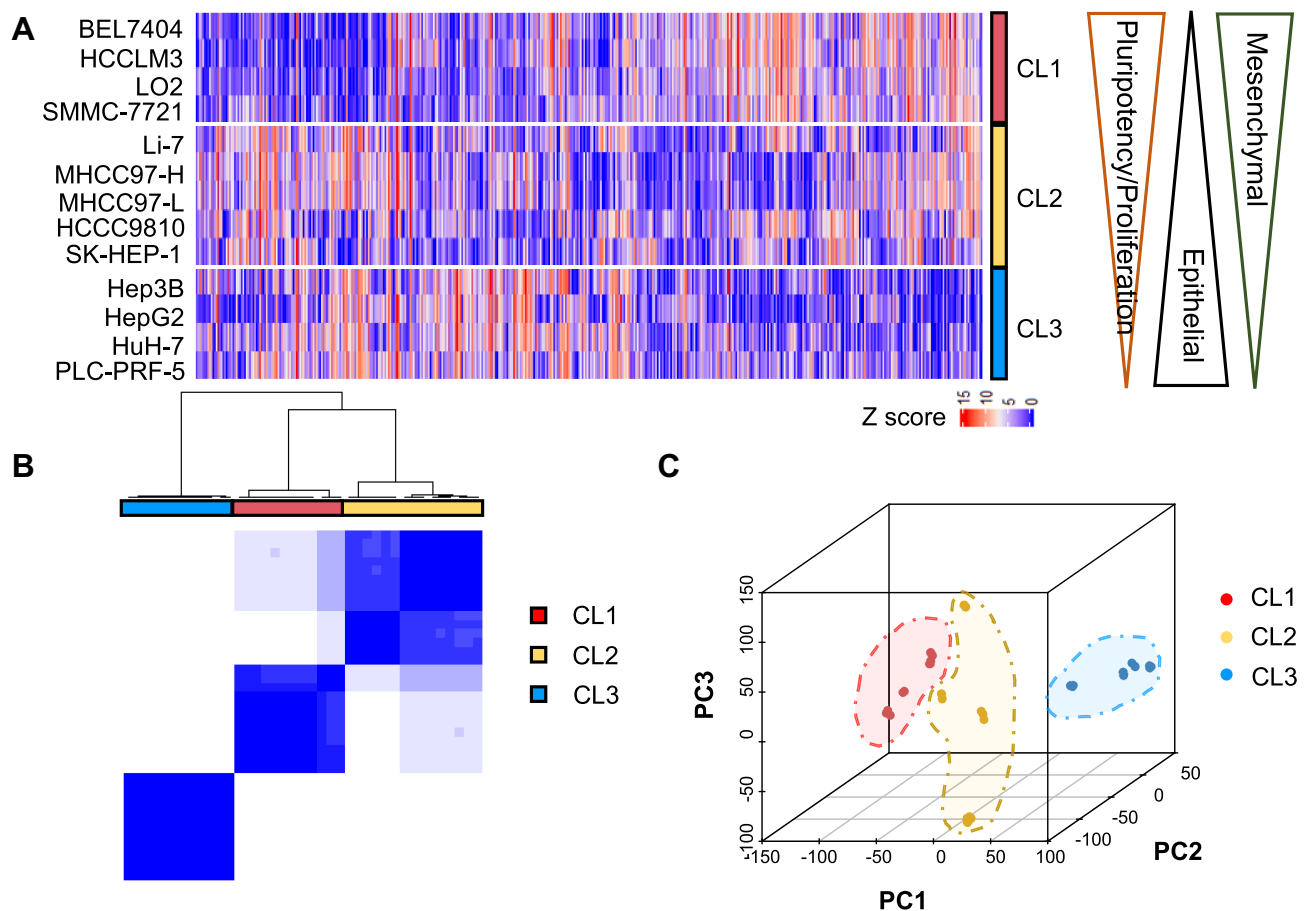 A
BEL7404
HCCLM3
LO2
SMMC-7721
Li-7
MHCC97-H
MHCC97-L
HCCC9810
SK-HEP-1
Hep3B
HepG2
HuH-7
PLC-PRF-5
CL1
CL2
CL3
Pluripotency/Proliferation
Epithelial
Mesenchymal
Z score
15 10 5 0
B
CL1
CL2
CL3
C
150
100
50
0
-50
-100
PC3
-150 -100 -50 0 50 100
PC1
50
0
-50
-100
PC2
CL1
CL2
CL3